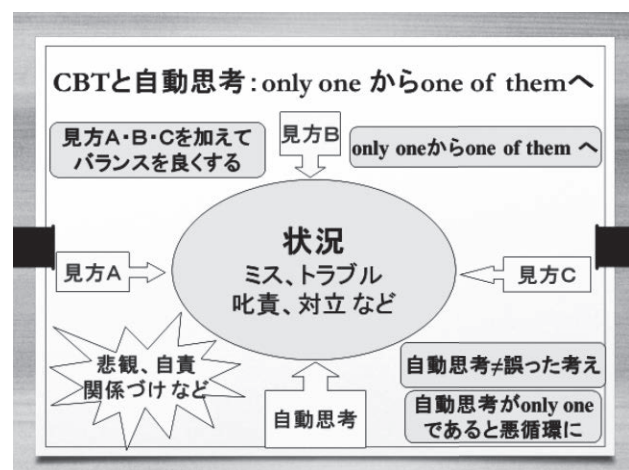 CBTと自動思考:only one からone of themへ
見方A・B・Cを加えて
バランスを良くする
見方B
only oneからone of them へ
状況
ミス、トラブル
叱責、対立 など
見方A
見方C
悲観、自責
関係づけ など
自動思考
自動思考≠誤った考え
自動思考がonly one
であると悪循環に